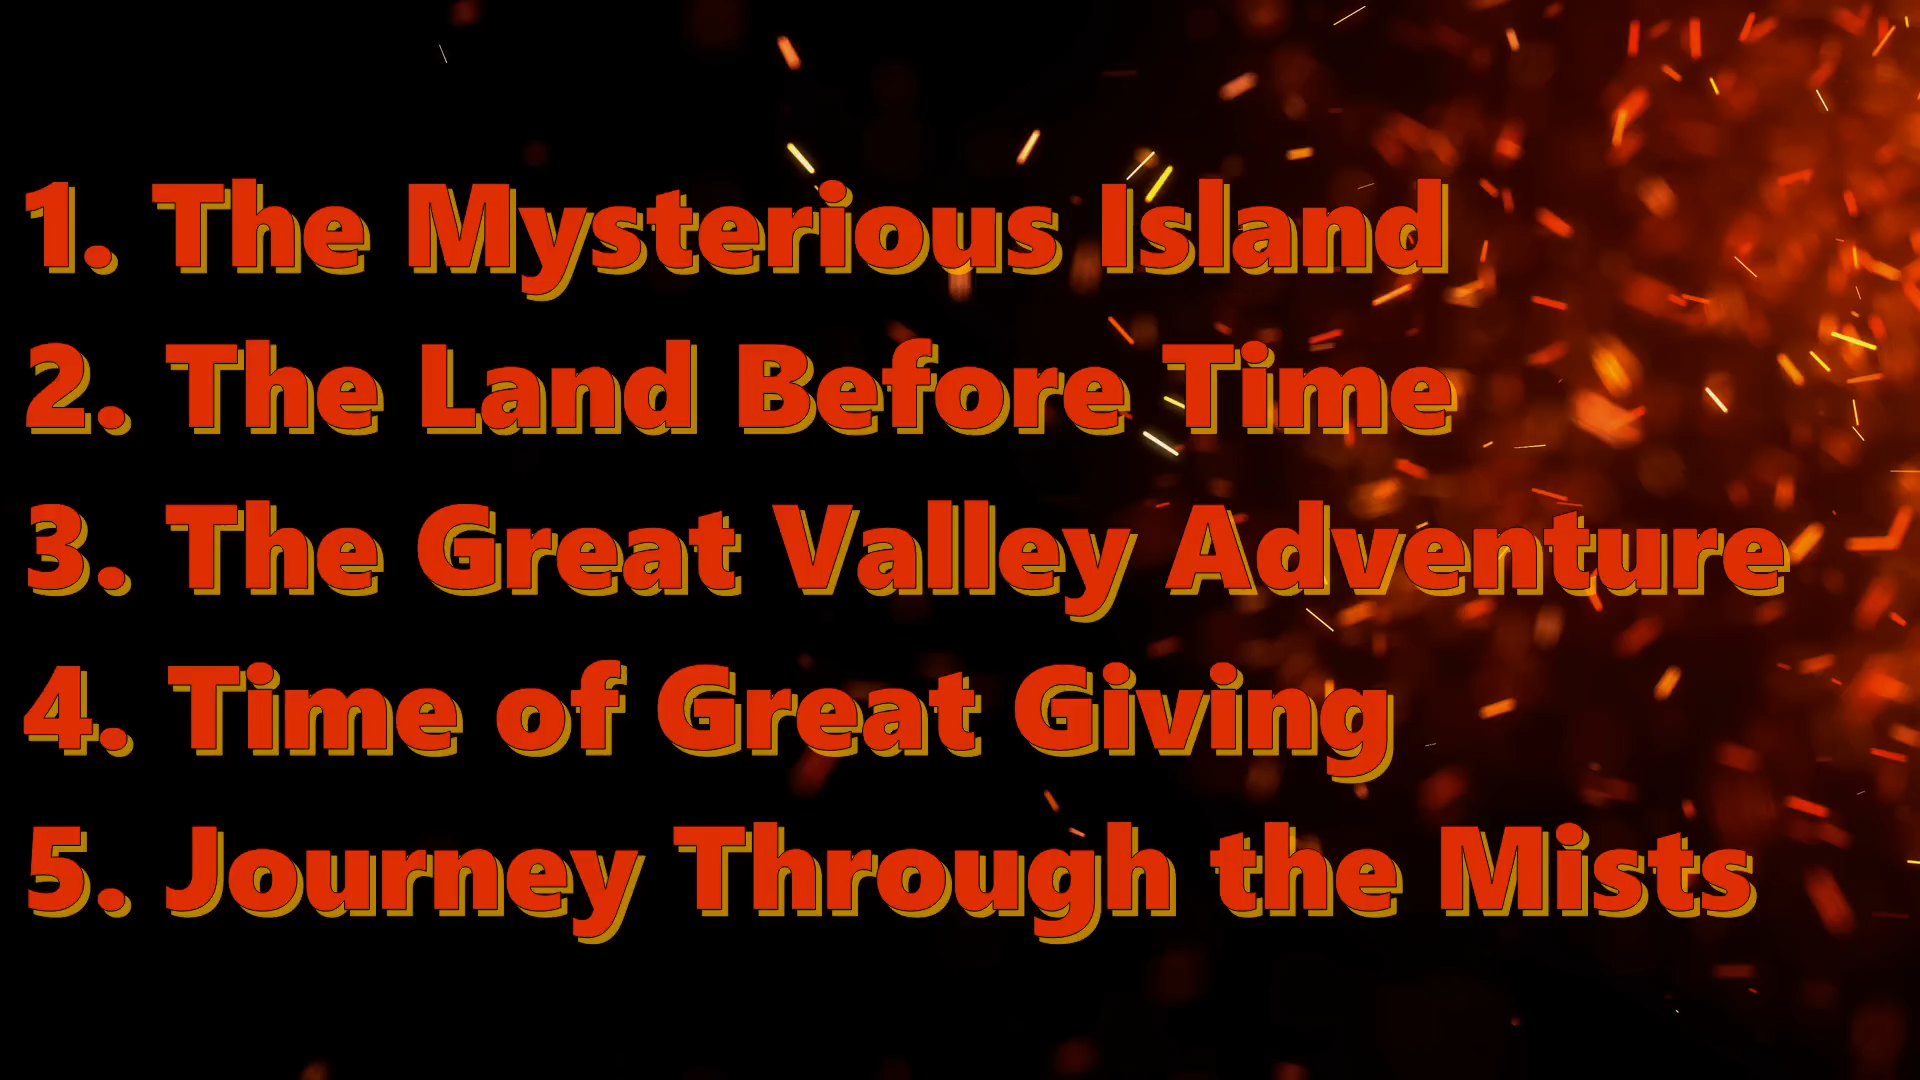 1. The Mysterious Island
2. The Land Before Time
3. The Great Valley Adventure
4. Time of Great Giving
5. Journey Through the Mists